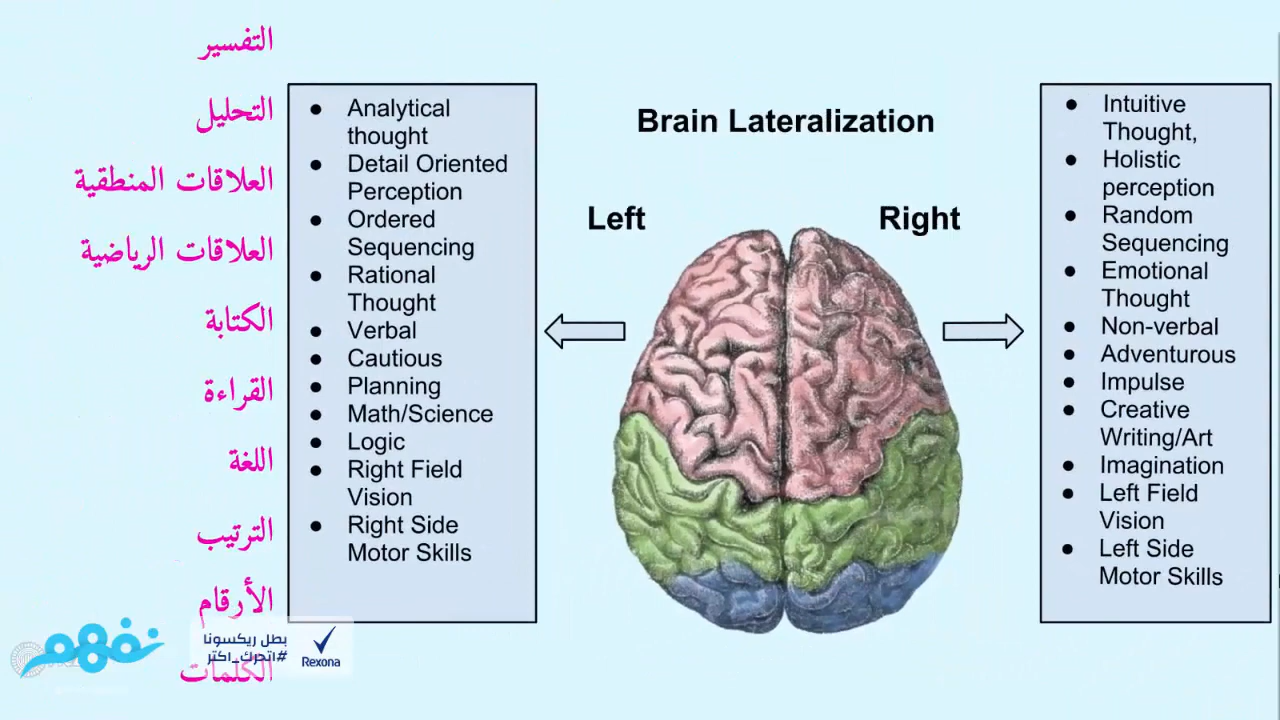 التفسير
التحليل
العلاقات المنطقية
العلاقات الرياضية
الكتابة
القراءة
اللغة
الترتيب
الأرقام
الكلمات
Brain Lateralization
Left
Right
● Analytical
thought
● Detail Oriented
Perception
● Ordered
Sequencing
● Rational
Thought
● Verbal
● Cautious
● Planning
● Math/Science
● Logic
● Right Field
Vision
● Right Side
Motor Skills
● Intuitive
Thought,
● Holistic
perception
● Random
Sequencing
● Emotional
Thought
● Non-verbal
● Adventurous
● Impulse
● Creative
Writing/Art
● Imagination
● Left Field
Vision
● Left Side
Motor Skills
نفهم
بطل ريكسونا
#اتحرك_اكتر
Rexona